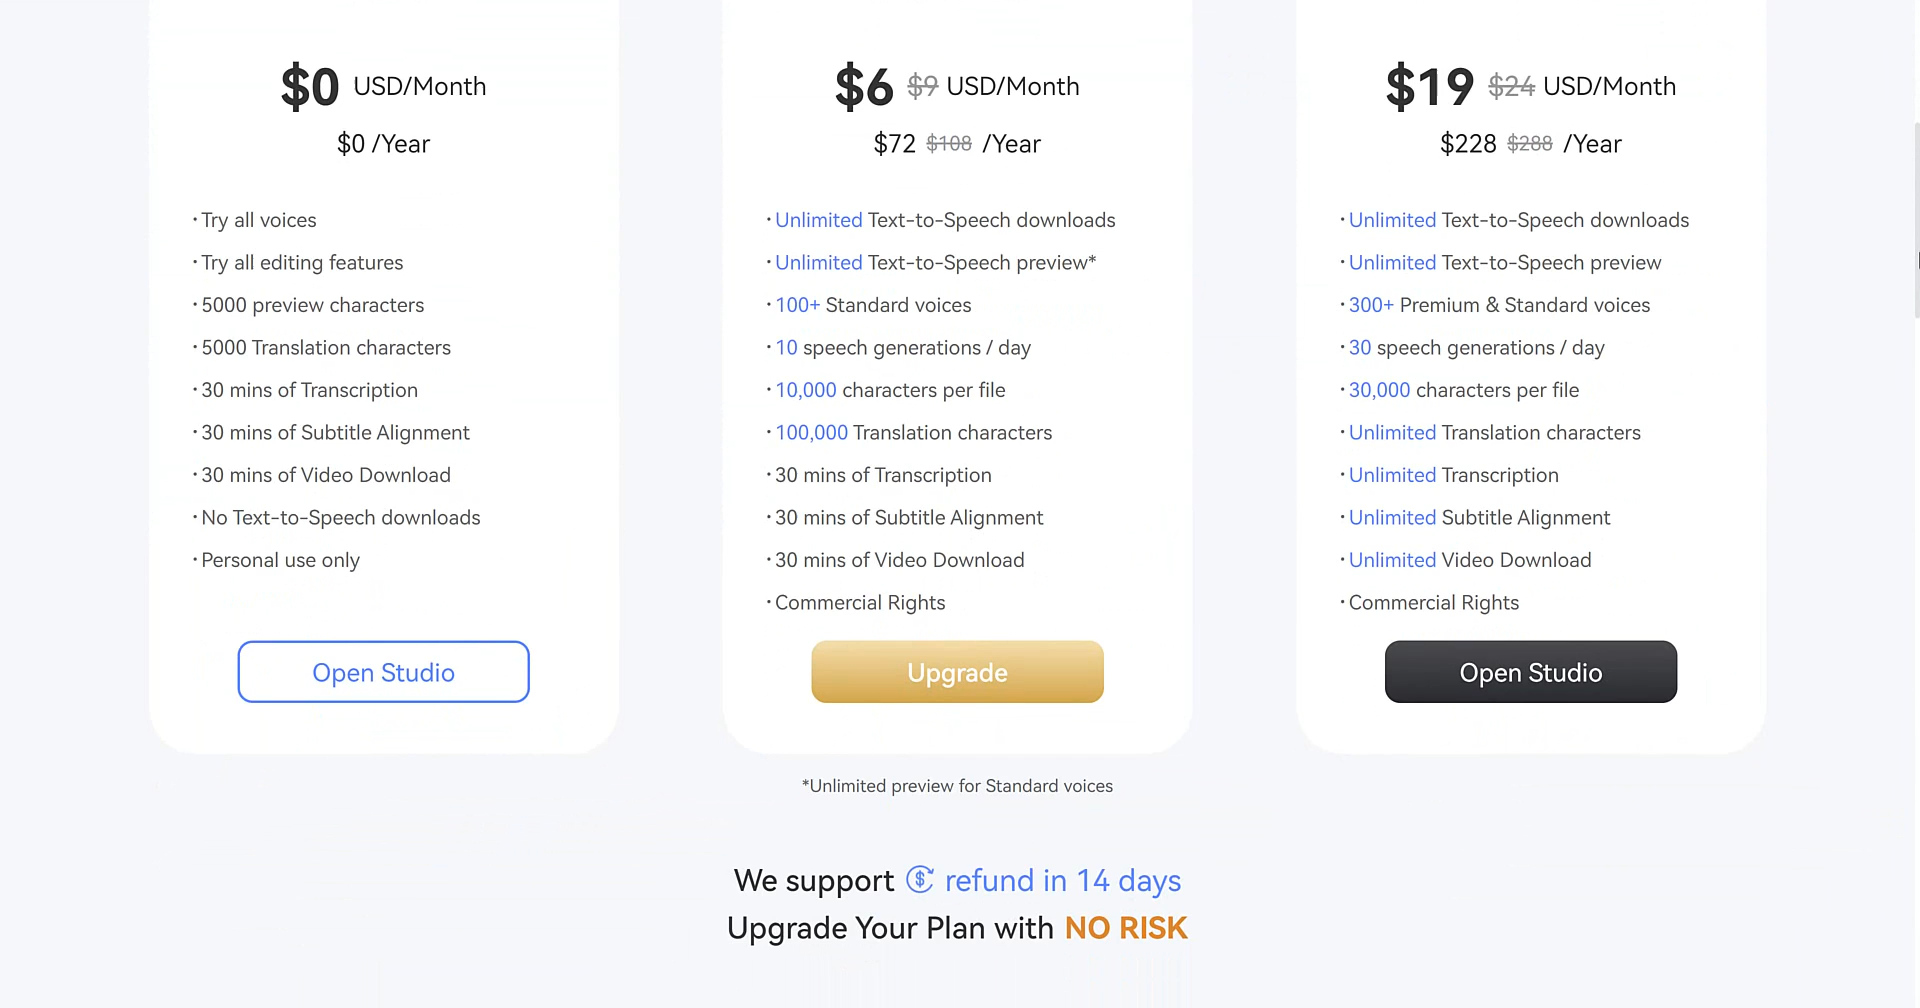 $0 USD/Month
$0 /Year
· Try all voices
· Try all editing features
· 5000 preview characters
· 5000 Translation characters
· 30 mins of Transcription
· 30 mins of Subtitle Alignment
· 30 mins of Video Download
· No Text-to-Speech downloads
· Personal use only
Open Studio
$6 $9 USD/Month
$72 $108 /Year
· Unlimited Text-to-Speech downloads
· Unlimited Text-to-Speech preview*
· 100+ Standard voices
· 10 speech generations / day
· 10,000 characters per file
· 100,000 Translation characters
· 30 mins of Transcription
· 30 mins of Subtitle Alignment
· 30 mins of Video Download
· Commercial Rights
Upgrade
$19 $24 USD/Month
$228 $288 /Year
· Unlimited Text-to-Speech downloads
· Unlimited Text-to-Speech preview
· 300+ Premium & Standard voices
· 30 speech generations / day
· 30,000 characters per file
· Unlimited Translation characters
· Unlimited Transcription
· Unlimited Subtitle Alignment
· Unlimited Video Download
· Commercial Rights
Open Studio
*Unlimited preview for Standard voices
We support $ refund in 14 days
Upgrade Your Plan with NO RISK